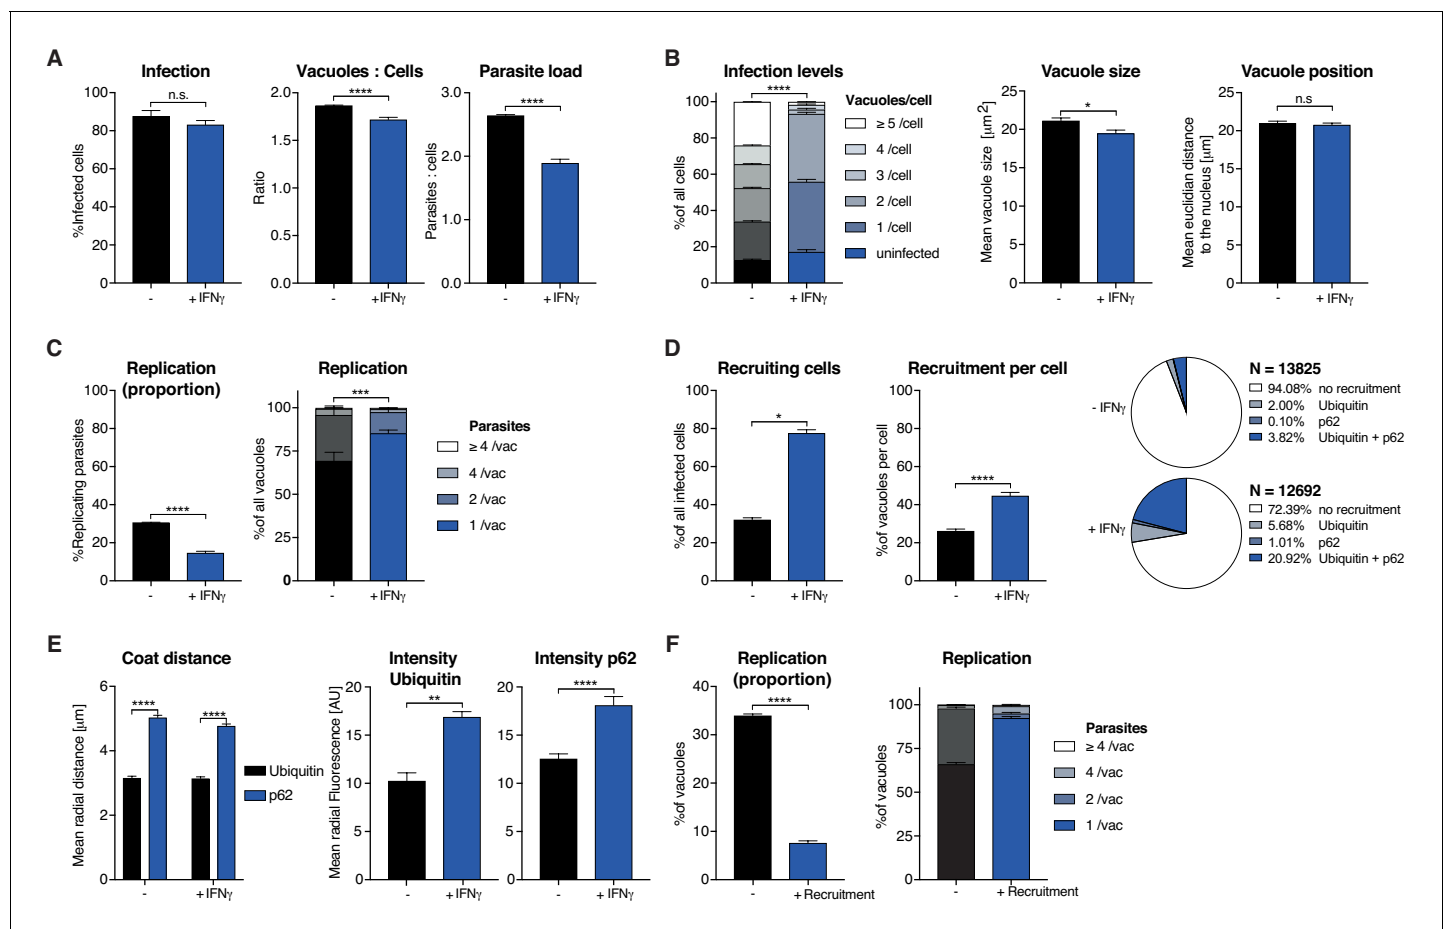 A
Infection
%Infected cells
100
80
60
40
20
0
n.s.
-
+ IFNγ
Vacuoles : Cells
Ratio
2.0
1.5
1.0
0.5
0.0
****
-
+IFNγ
Parasite load
Parasites : cells
3.0
2.0
1.0
0.0
****
-
+IFNγ
B
Infection levels
%of all cells
100
80
60
40
20
0
****
-
+ IFNγ
Vacuoles/cell
≥ 5 /cell
4 /cell
3 /cell
2 /cell
1 /cell
uninfected
Vacuole size
Mean vacuole size [μm-2]
25
20
15
10
5
0
*
-
+ IFNγ
Vacuole position
Mean euclidian distance
to the nucleus [μm]
25
20
15
10
5
0
n.s
-
+ IFNγ
C
Replication
(proportion)
%Replicating parasites
100
80
60
40
20
0
****
-
+ IFNγ
Replication
%of all vacuoles
100
75
50
25
0
***
-
+ IFNγ
Parasites
≥ 4 /vac
4 /vac
2 /vac
1 /vac
D
Recruiting cells
%of all infected cells
100
80
60
40
20
0
*
-
+ IFNγ
Recruitment per cell
%of vacuoles per cell
100
80
60
40
20
0
****
-
+IFNγ
- IFNγ
N = 13825
94.08% no recruitment
2.00% Ubiquitin
0.10% p62
3.82% Ubiquitin + p62
+ IFNγ
N = 12692
72.39% no recruitment
5.68% Ubiquitin
1.01% p62
20.92% Ubiquitin + p62
E
Coat distance
Mean radial distance [μm]
6
4
2
0
****
****
-
+ IFNγ
Ubiquitin
p62
Intensity
Ubiquitin
Mean radial Fluorescence [AU]
20
15
10
5
0
**
-
+ IFNγ
Intensity p62
20
15
10
5
0
****
-
+ IFNγ
F
Replication
(proportion)
%of vacuoles
40
30
20
10
0
****
-
+ Recruitment
Replication
%of vacuoles
100
75
50
25
0
-
+ Recruitment
Parasites
≥ 4 /vac
4 /vac
2 /vac
1 /vac